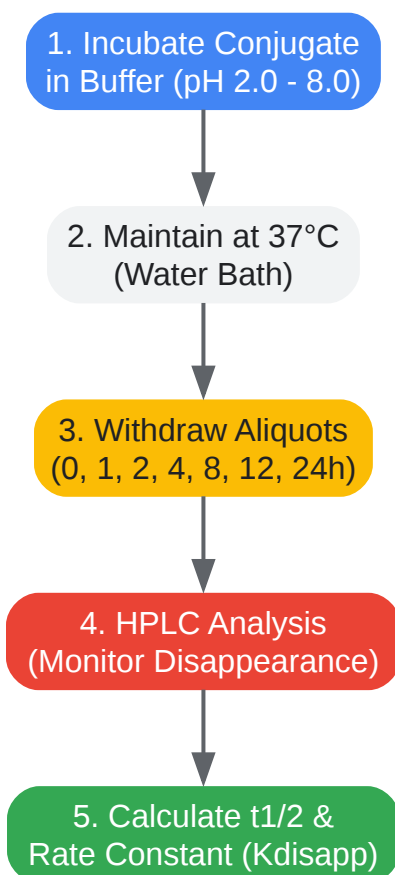 1. Incubate Conjugate
in Buffer (pH 2.0 - 8.0)
2. Maintain at 37°C
(Water Bath)
3. Withdraw Aliquots
(0, 1, 2, 4, 8, 12, 24h)
4. HPLC Analysis
(Monitor Disappearance)
5. Calculate t1/2 &
Rate Constant (Kdisapp)